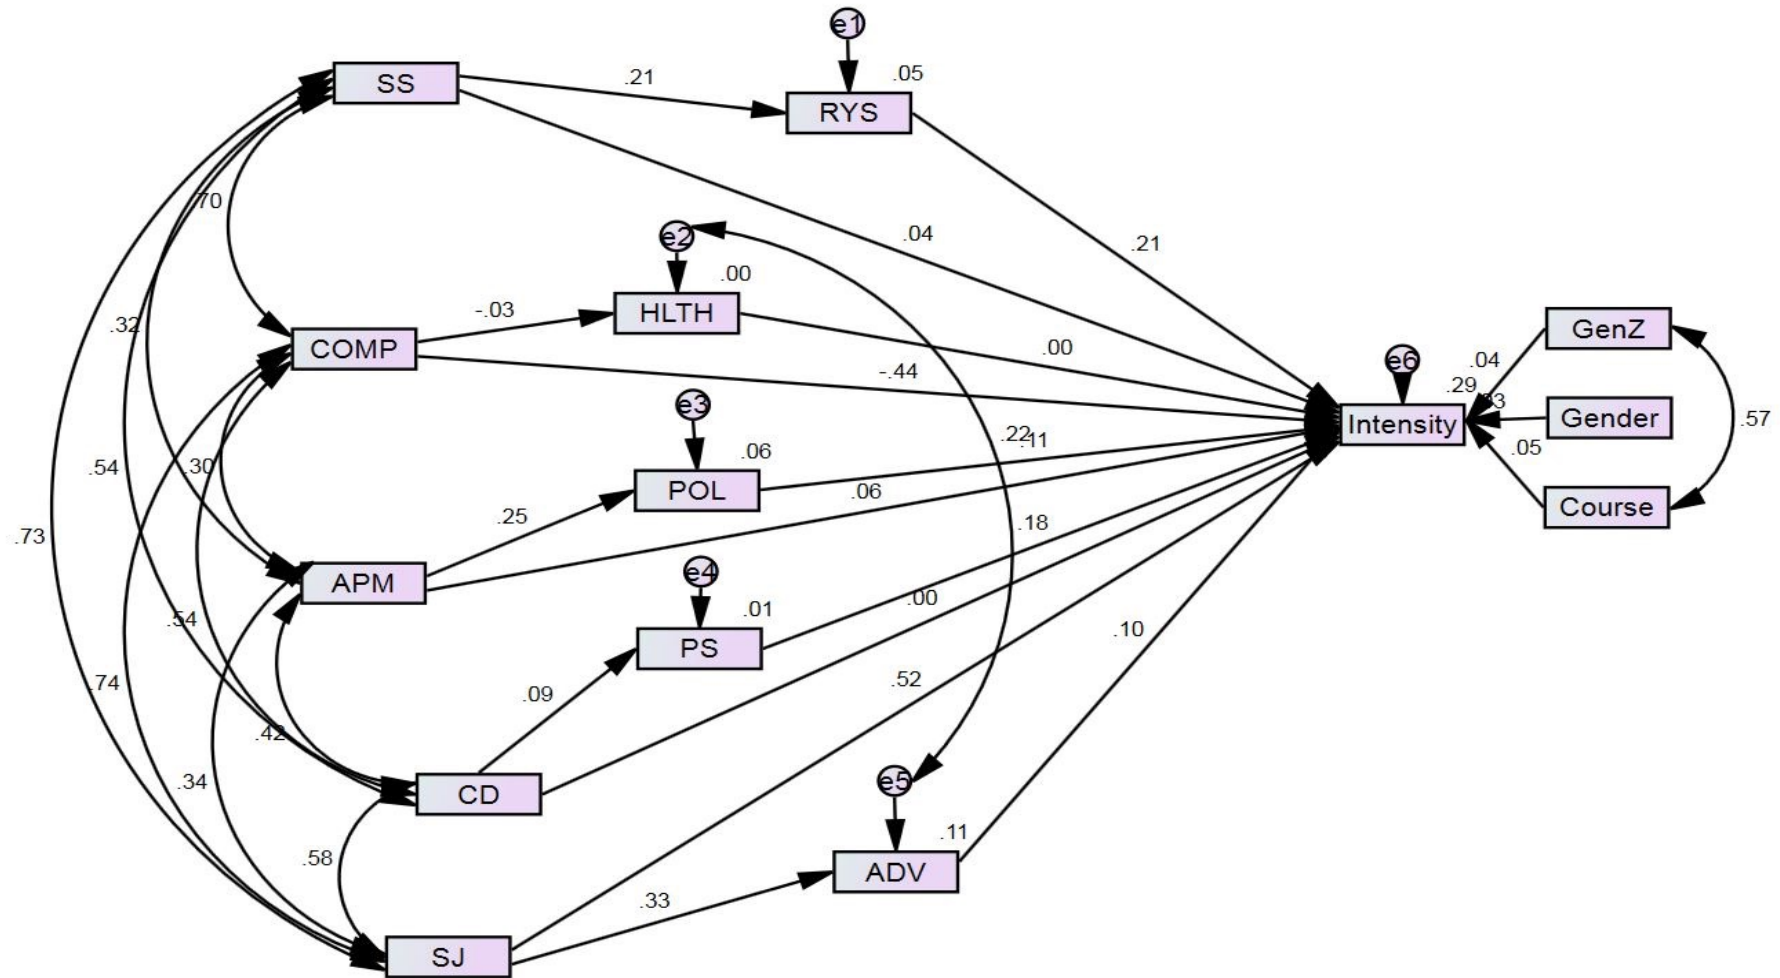 e1
SS
.21
.05
RYS
.70
.04
.21
e2
.00
HLTH
-.03
.32
COMP
.00
GenZ
.04
e6
-.44
.29
e3
Intensity
Gender
.57
.22
.11
.05
.54
.30
.06
POL
.06
Course
.25
.18
.73
e4
APM
.00
.01
.54
PS
.10
.74
.09
.52
.42
.34
CD
e5
.11
.58
ADV
.33
SJ